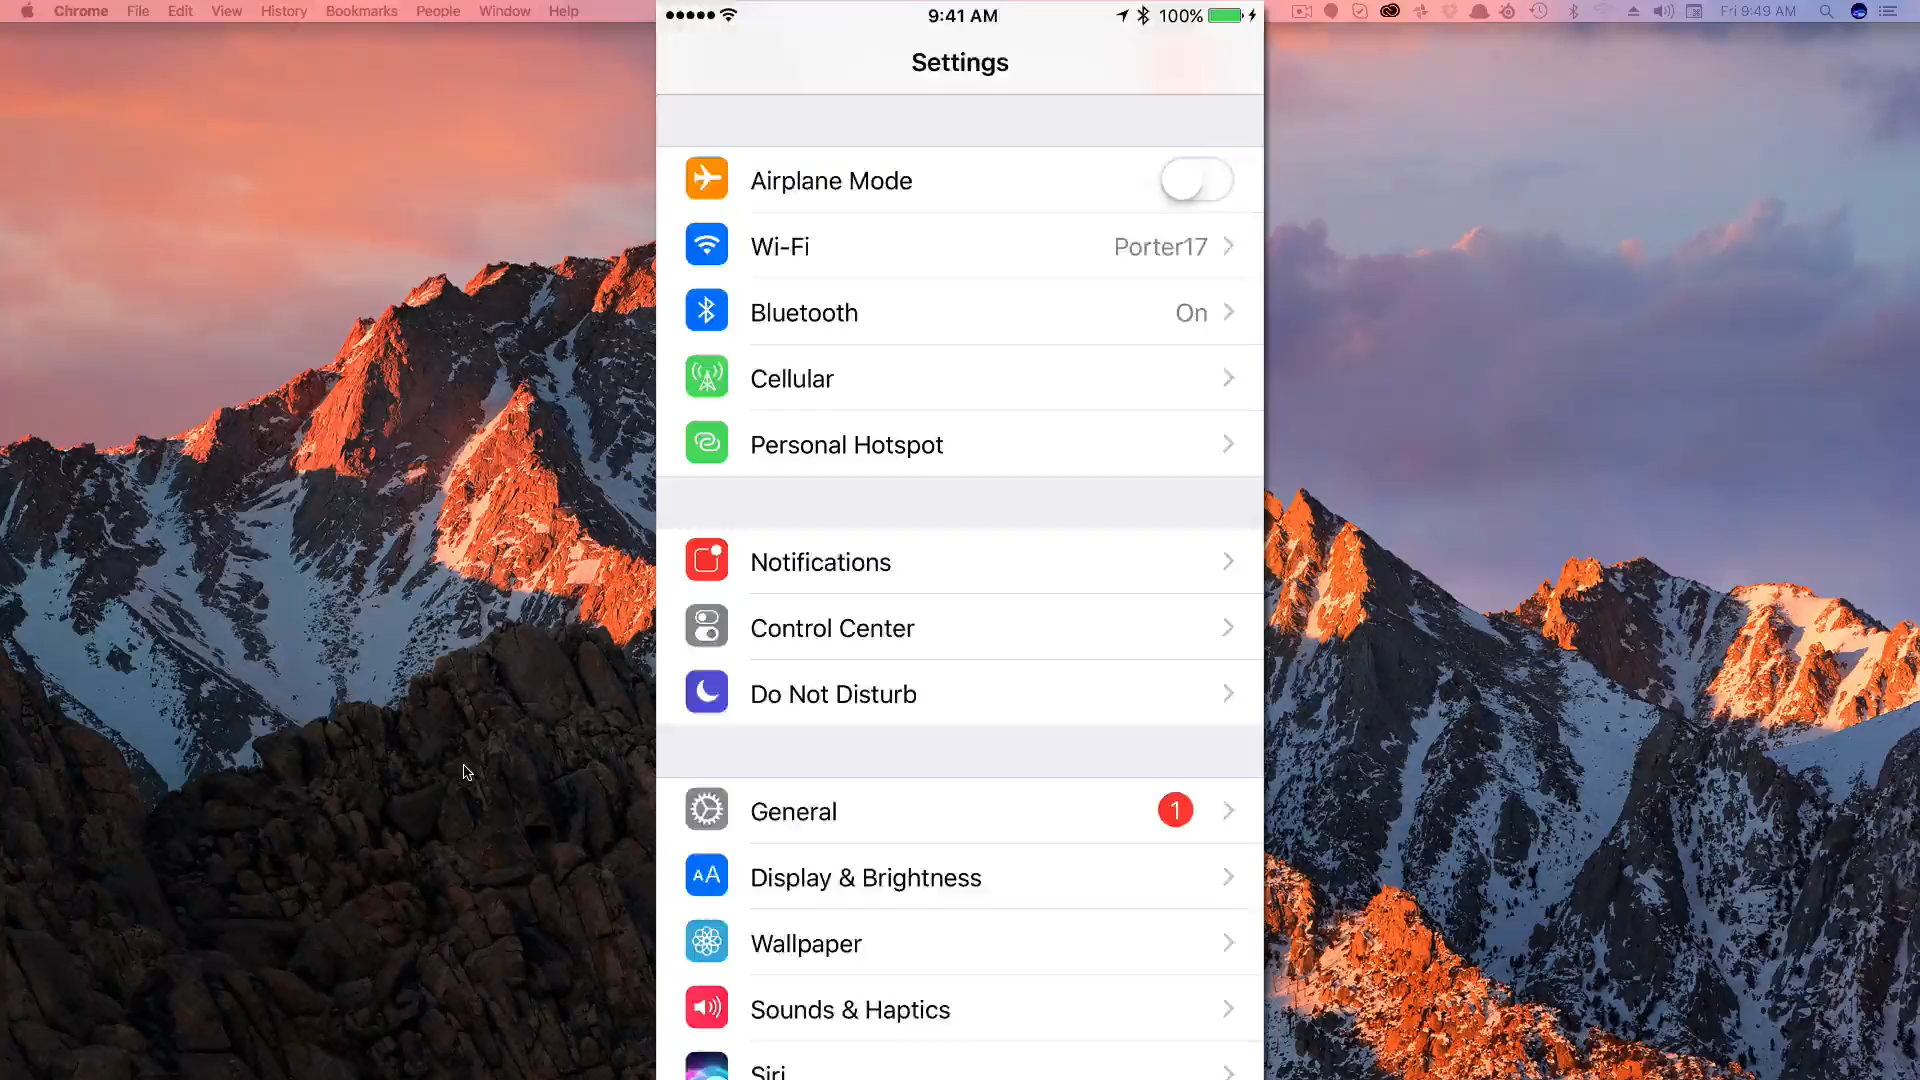 Chrome File Edit View History Bookmarks People Window Help
9:41 AM 100%
Fri 9:49 AM
Settings
Airplane Mode
Wi-Fi Porter17
Bluetooth On
Cellular
Personal Hotspot
Notifications
Control Center
Do Not Disturb
General 1
AA Display & Brightness
Wallpaper
Sounds & Haptics
Siri